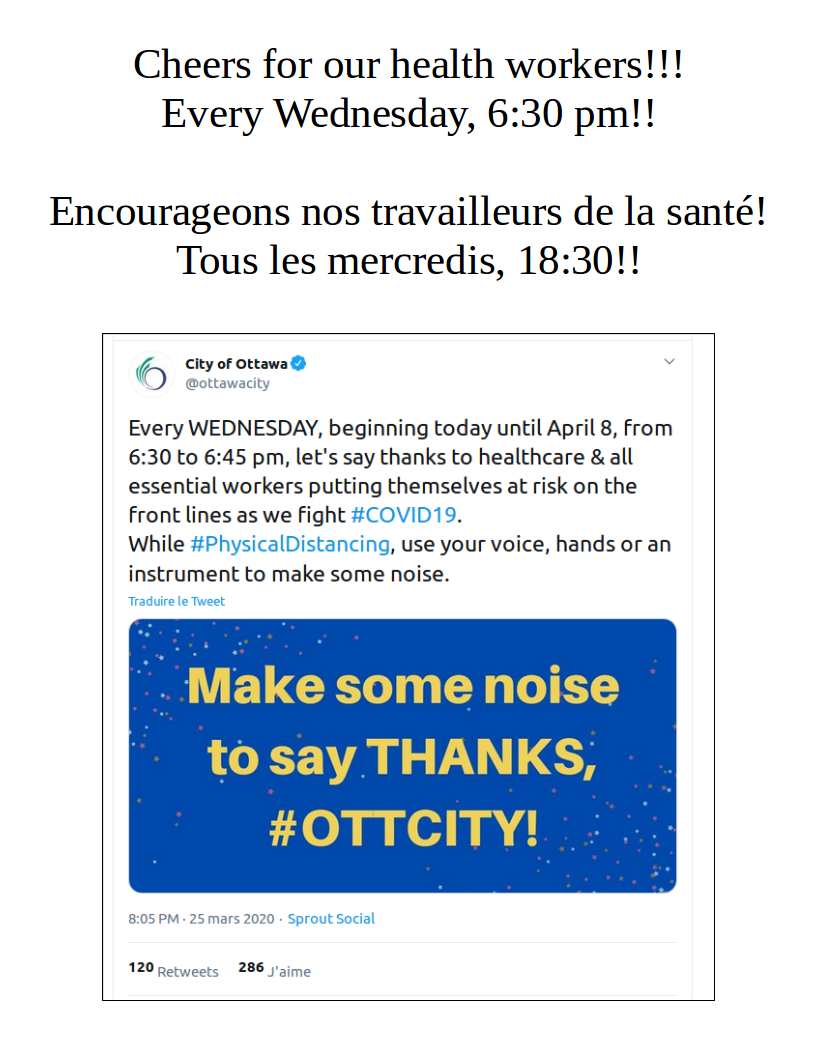 Cheers for our health workers!!!
Every Wednesday, 6:30 pm!!
Encourageons nos travailleurs de la santé!
Tous les mercredis, 18:30!!
City of Ottawa
@ottawacity
Every WEDNESDAY, beginning today until April 8, from
6:30 to 6:45 pm, let's say thanks to healthcare & all
essential workers putting themselves at risk on the
front lines as we fight #COVID19.
While #PhysicalDistancing, use your voice, hands or an
instrument to make some noise.
Traduire le Tweet
Make some noise
to say THANKS,
#OTTCITY!
8:05 PM · 25 mars 2020 · Sprout Social
120 Retweets 286 J'aime